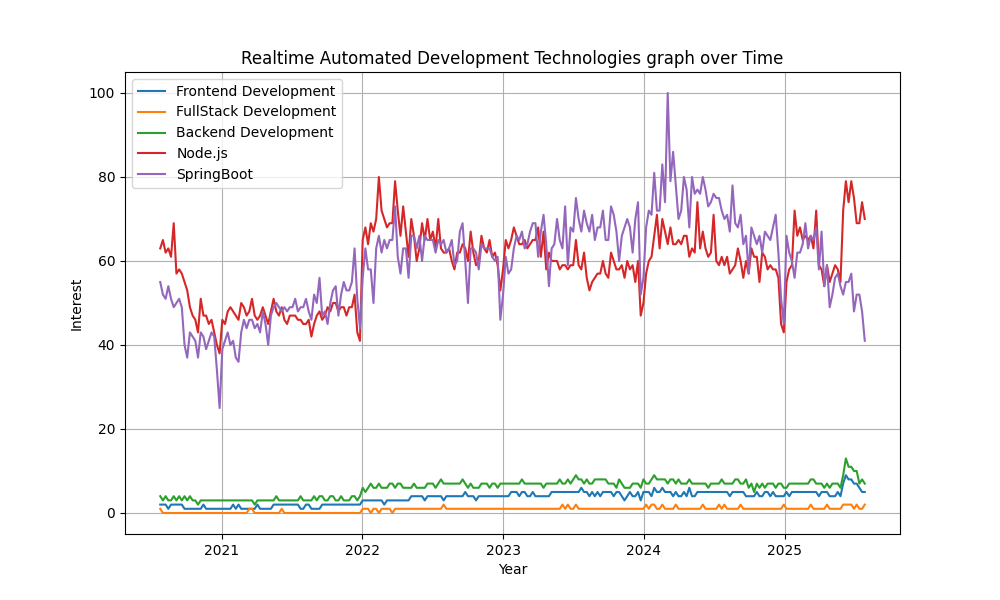 Realtime Automated Development Technologies graph over Time
100
80
60
40
20
0
Interest
Frontend Development
FullStack Development
Backend Development
Node.js
SpringBoot
2021
2022
2023
2024
2025
Year